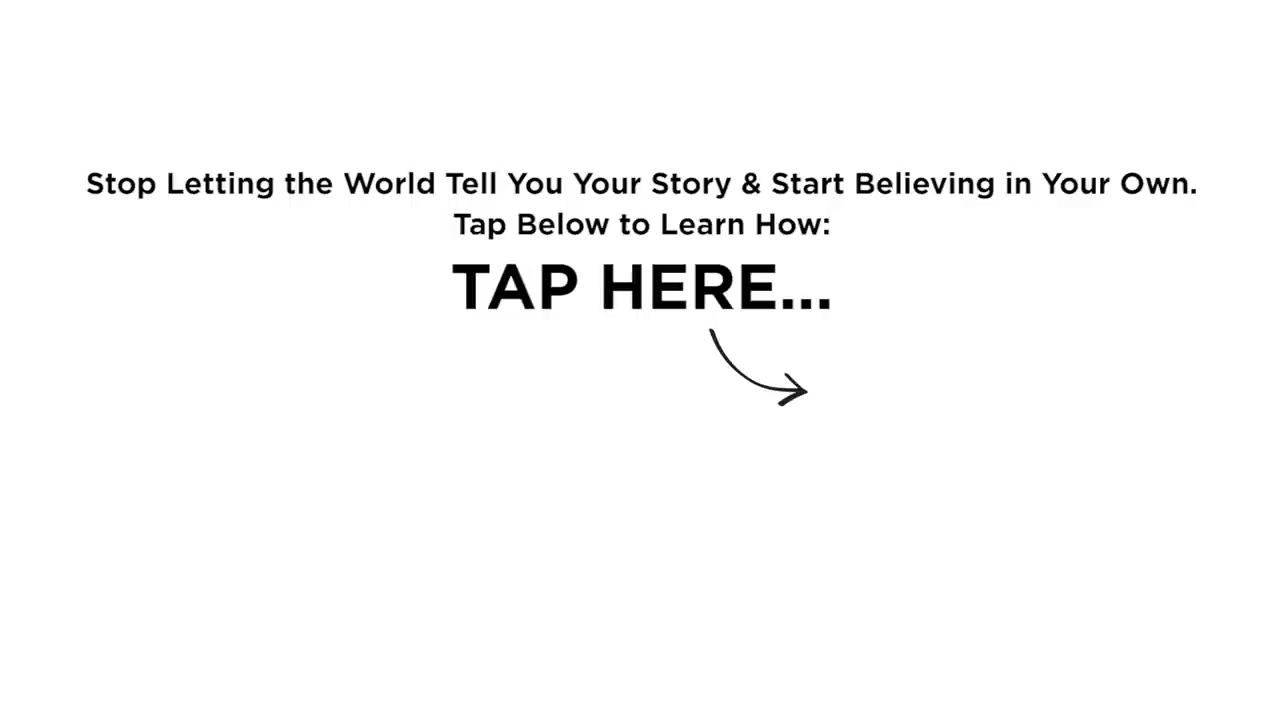 Stop Letting the World Tell You Your Story & Start Believing in Your Own.
Tap Below to Learn How:
TAP HERE...